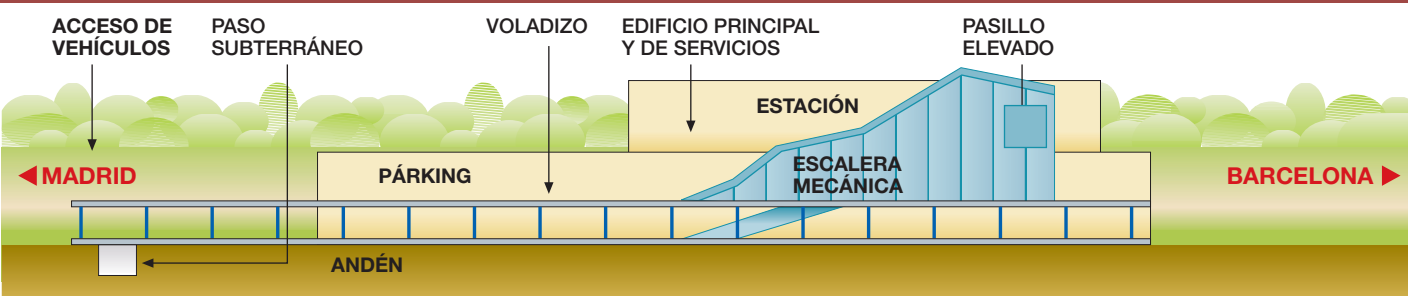 ACCESO DE
VEHÍCULOS
PASO
SUBTERRÁNEO
VOLADIZO
EDIFICIO PRINCIPAL
Y DE SERVICIOS
PASILLO
ELEVADO
ESTACIÓN
MADRID
PÁRKING
ESCALERA
MECÁNICA
BARCELONA
ANDÉN